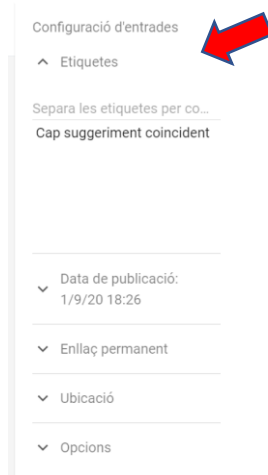 Configuració d'entrades
Etiquetes
Separa les etiquetes per co...
Cap suggeriment coincident
Data de publicació:
1/9/20 18:26
Enllaç permanent
Ubicació
Opcions